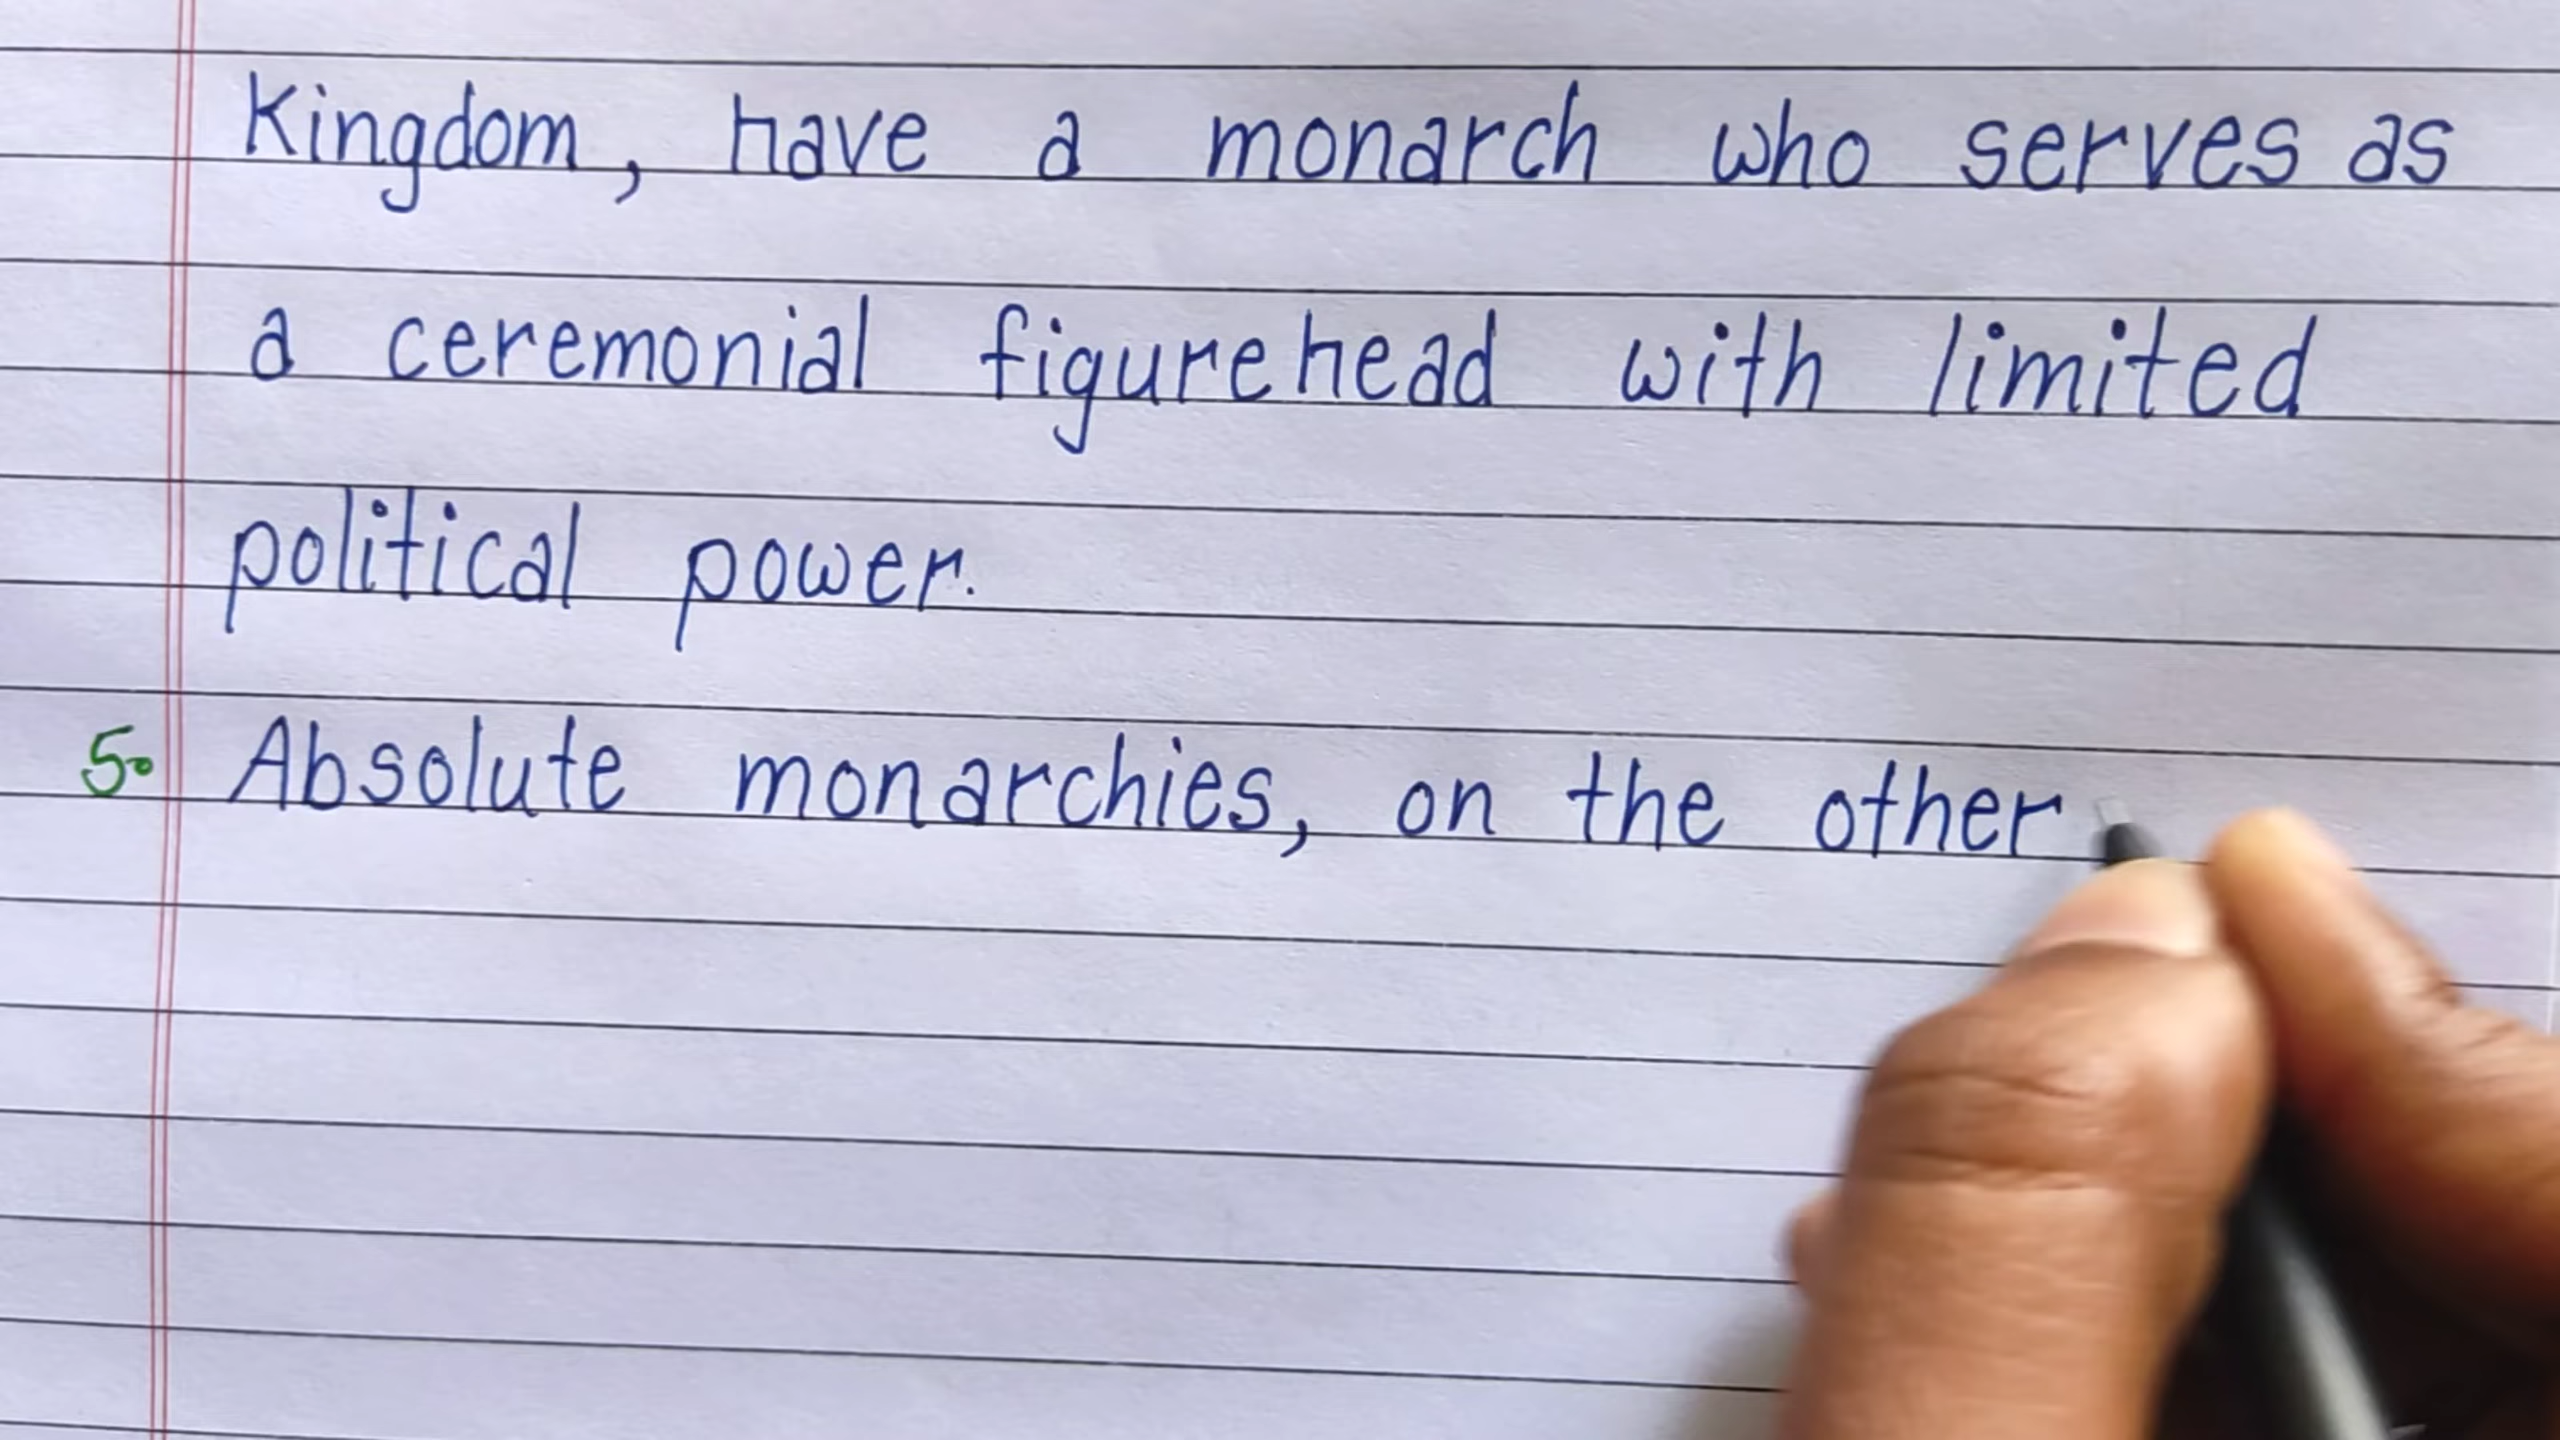 Kingdom, have a monarch who serves as
a ceremonial figurehead with limited
political power.
5. Absolute monarchies, on the other